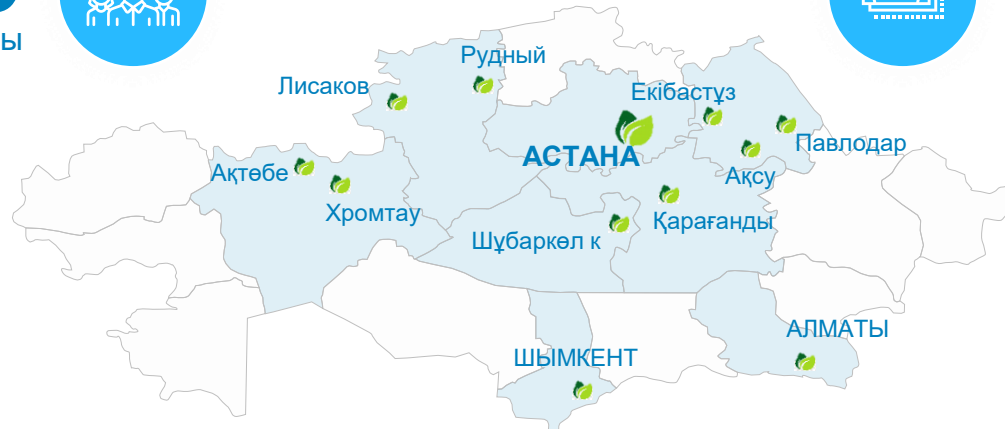 ы
Рудный
Лисаков
Екібастұз
Павлодар
АСТАНА
Ақтөбе
Ақсу
Хромтау
Қарағанды
Шұбаркөл к
АЛМАТЫ
ШЫМКЕНТ